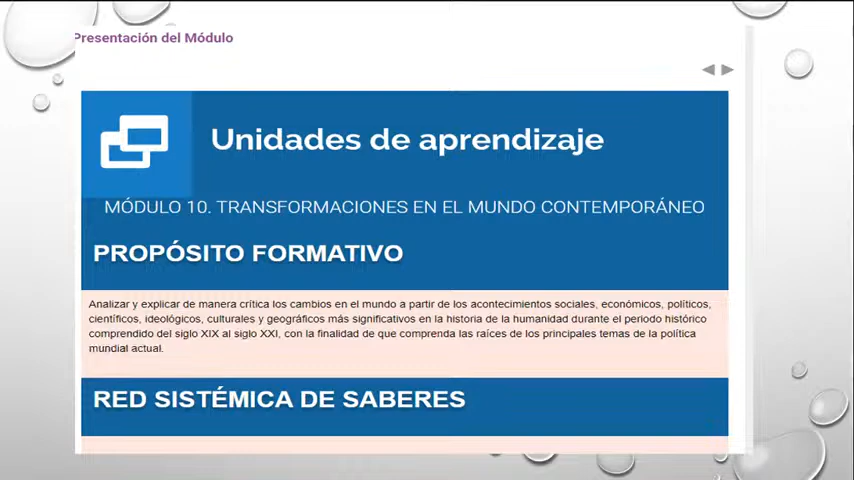 Presentación del Módulo
Unidades de aprendizaje
MÓDULO 10. TRANSFORMACIONES EN EL MUNDO CONTEMPORÁNEO
PROPÓSITO FORMATIVO
Analizar y explicar de manera crítica los cambios en el mundo a partir de los acontecimientos sociales, económicos, políticos,
científicos, ideológicos, culturales y geográficos más significativos en la historia de la humanidad durante el periodo histórico
comprendido del siglo XIX al siglo XXI, con la finalidad de que comprenda las raíces de los principales temas de la política
mundial actual.
RED SISTÉMICA DE SABERES